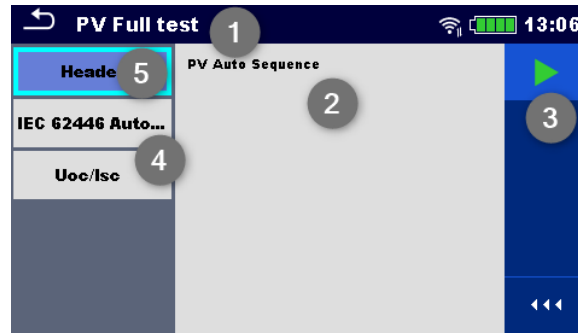 PV Full test 1 13:06
Heade 5
PV Auto Sequence
2
3
IEC 62446 Auto...
4
Uoc/Isc